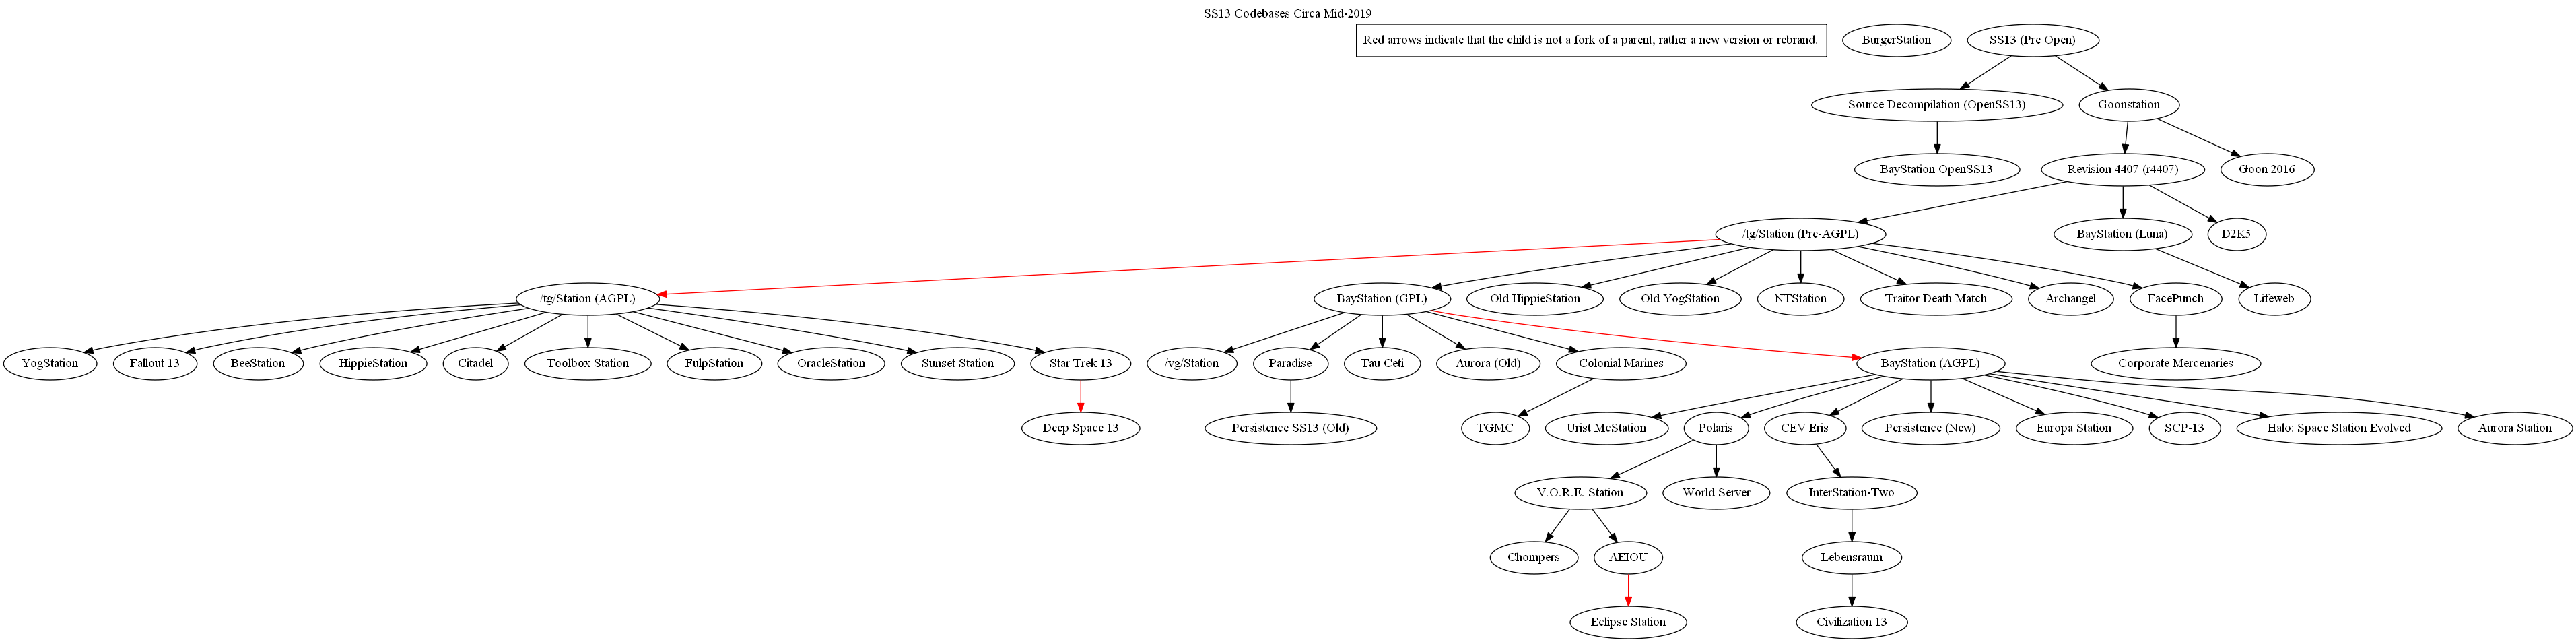 SS13 Codebases Circa Mid-2019
Red arrows indicate that the child is not a fork of a parent, rather a new version or rebrand.
BurgerStation
SS13 (Pre Open)
Source Decompilation (OpenSS13)
Goonstation
BayStation OpenSS13
Revision 4407 (r4407)
Goon 2016
/tg/Station (Pre-AGPL)
BayStation (Luna)
D2K5
/tg/Station (AGPL)
BayStation (GPL)
Old HippieStation
Old YogStation
NTStation
Traitor Death Match
Archangel
FacePunch
Lifeweb
YogStation
Fallout 13
BeeStation
HippieStation
Citadel
Toolbox Station
FulpStation
OracleStation
Sunset Station
Star Trek 13
/vg/Station
Paradise
Tau Ceti
Aurora (Old)
Colonial Marines
BayStation (AGPL)
Corporate Mercenaries
Deep Space 13
Persistence SS13 (Old)
TGMC
Urist McStation
Polaris
CEV Eris
Persistence (New)
Europa Station
SCP-13
Halo: Space Station Evolved
Aurora Station
V.O.R.E. Station
World Server
InterStation-Two
Chompers
AEIOU
Lebensraum
Eclipse Station
Civilization 13